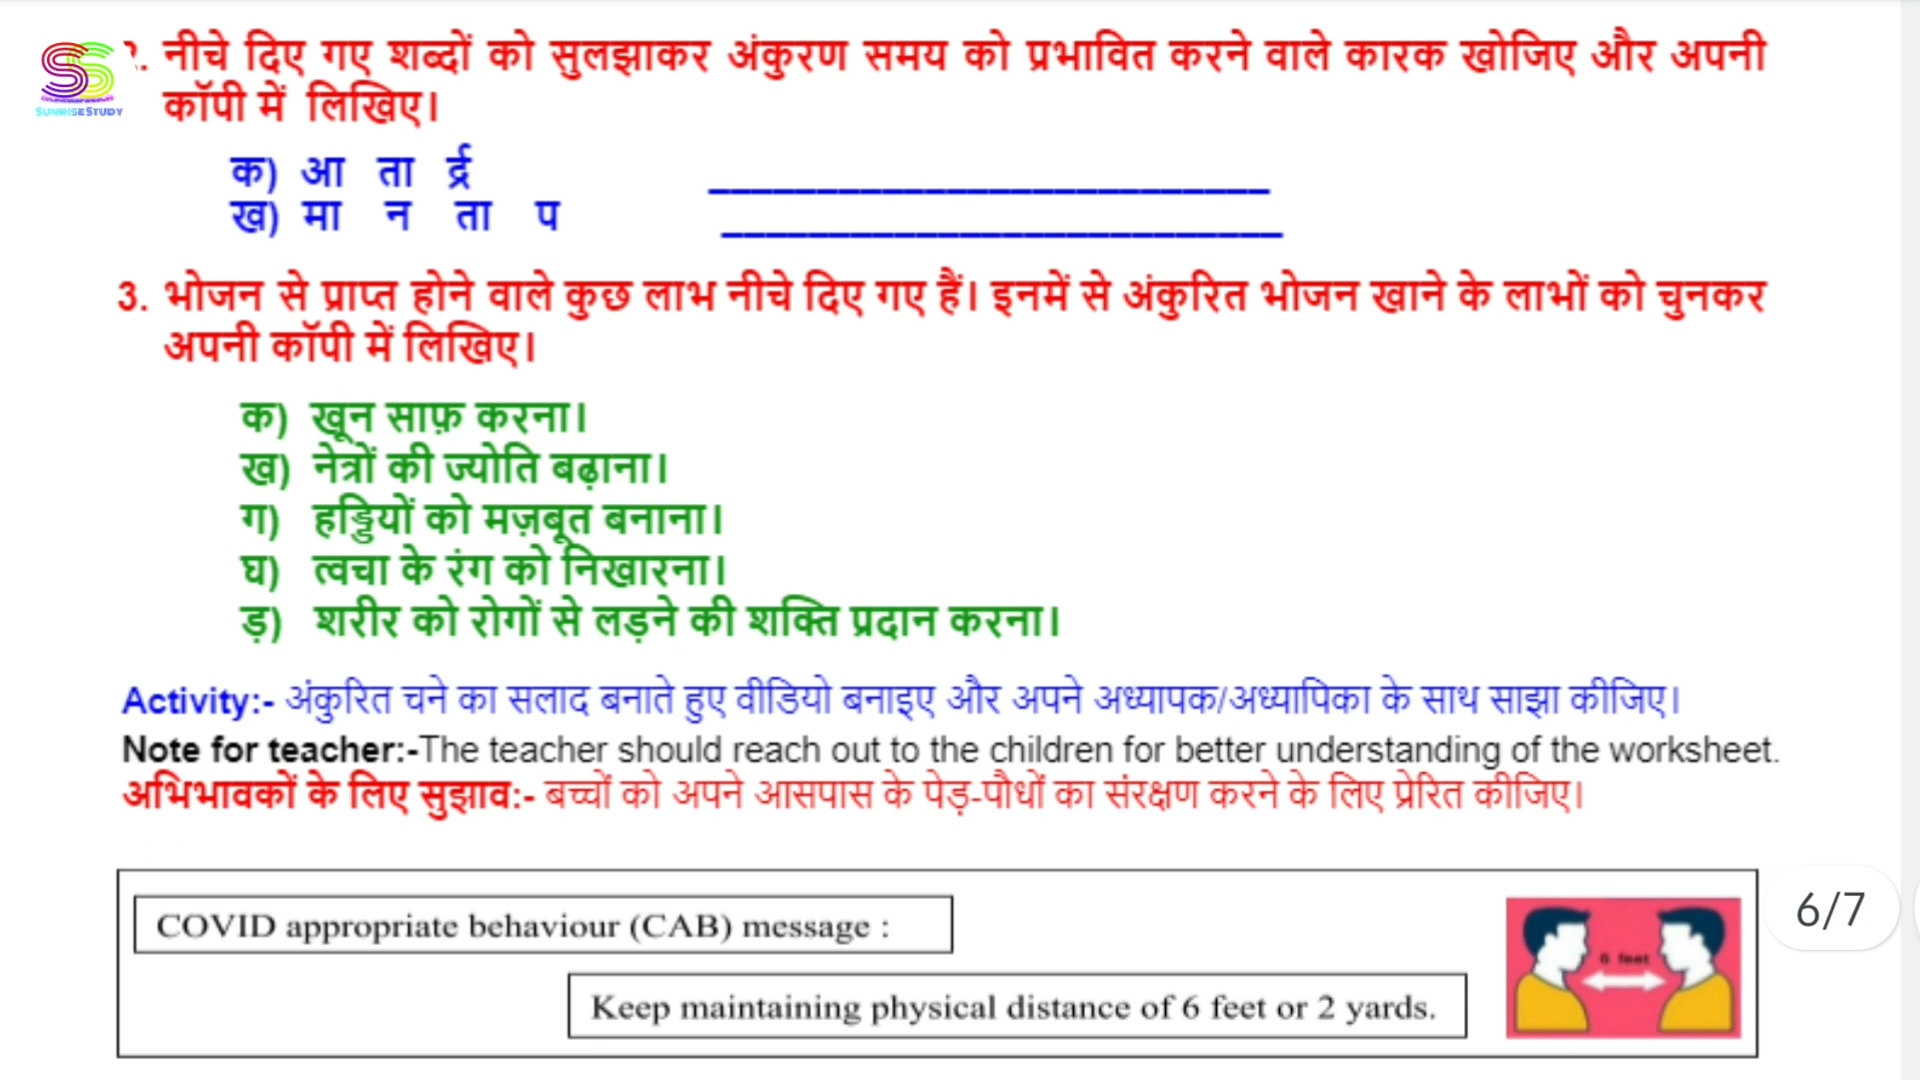 SS
SUNRISE STUDY
2. नीचे दिए गए शब्दों को सुलझाकर अंकुरण समय को प्रभावित करने वाले कारक खोजिए और अपनी
कॉपी में लिखिए।
क) आ ता र्द्र ____________________________
ख) मा न ता प ____________________________
3. भोजन से प्राप्त होने वाले कुछ लाभ नीचे दिए गए हैं। इनमें से अंकुरित भोजन खाने के लाभों को चुनकर
अपनी कॉपी में लिखिए।
क) खून साफ़ करना।
ख) नेत्रों की ज्योति बढ़ाना।
ग) हड्डियों को मज़बूत बनाना।
घ) त्वचा के रंग को निखारना।
ड़) शरीर को रोगों से लड़ने की शक्ति प्रदान करना।
Activity:- अंकुरित चने का सलाद बनाते हुए वीडियो बनाइए और अपने अध्यापक/अध्यापिका के साथ साझा कीजिए।
Note for teacher:-The teacher should reach out to the children for better understanding of the worksheet.
अभिभावकों के लिए सुझाव:- बच्चों को अपने आसपास के पेड़-पौधों का संरक्षण करने के लिए प्रेरित कीजिए।
COVID appropriate behaviour (CAB) message :
6/7
6 feet
Keep maintaining physical distance of 6 feet or 2 yards.